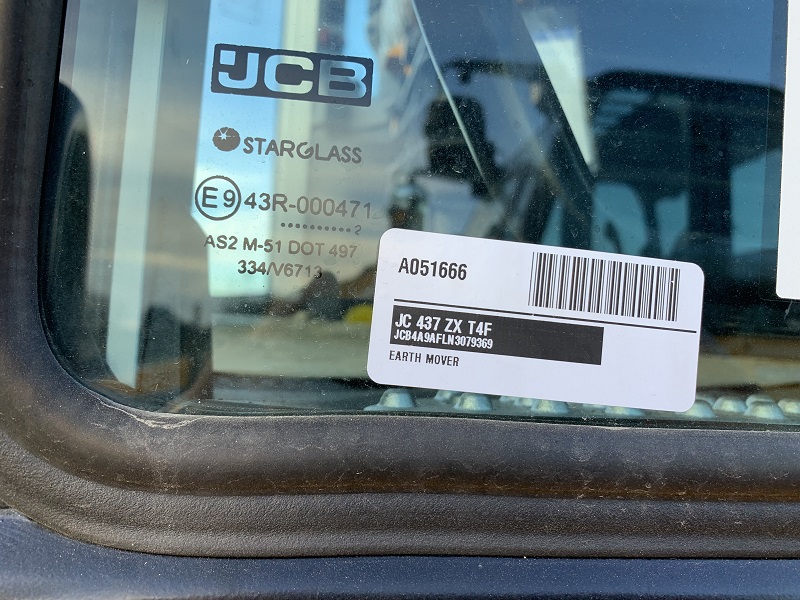 JCB
STARGLASS
E9 43R-000471
2
AS2 M-51 DOT 497
334/V6713
A051666
JC 437 ZX T4F
JCB4A9AFLN3079369
EARTH MOVER